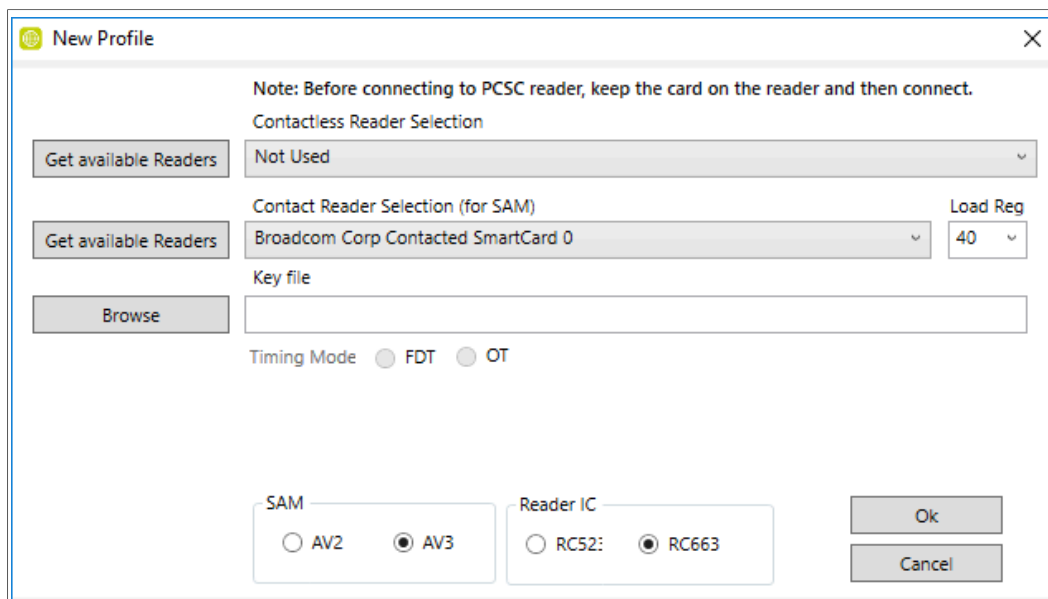 New Profile
Note: Before connecting to PCSC reader, keep the card on the reader and then connect.
Contactless Reader Selection
Get available Readers
Not Used
Contact Reader Selection (for SAM)
Load Reg
Get available Readers
Broadcom Corp Contacted SmartCard 0
40
Key file
Browse
Timing Mode
FDT
OT
SAM
AV2
AV3
Reader IC
RC523
RC663
Ok
Cancel